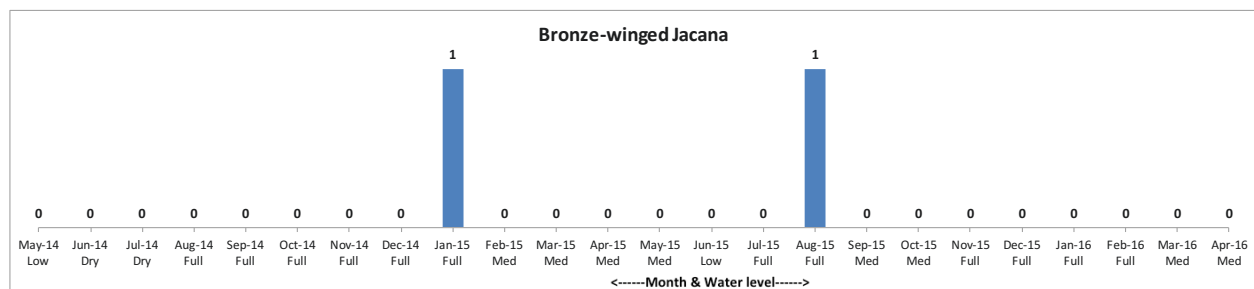 Bronze-winged Jacana
1 1
0 0 0 0 0 0 0 0 0 0 0 0 0 0 0 0 0 0 0 0 0 0
May-14 Jun-14 Jul-14 Aug-14 Sep-14 Oct-14 Nov-14 Dec-14 Jan-15 Feb-15 Mar-15 Apr-15 May-15 Jun-15 Jul-15 Aug-15 Sep-15 Oct-15 Nov-15 Dec-15 Jan-16 Feb-16 Mar-16 Apr-16
Low Dry Dry Full Full Full Full Full Full Med Med Med Med Low Full Full Med Med Full Full Full Full Med Med
<------Month & Water level------>